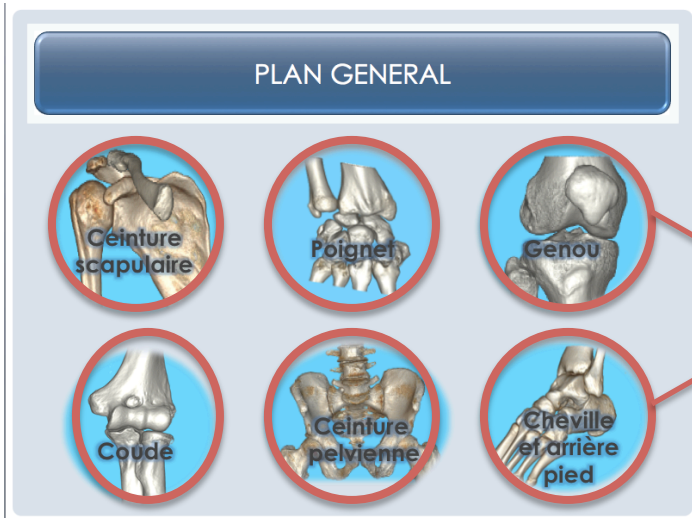 PLAN GENERAL
Ceinture
scapulaire
Poignet
Genou
Coude
Ceinture
pelvienne
Cheville
et arrière
pied